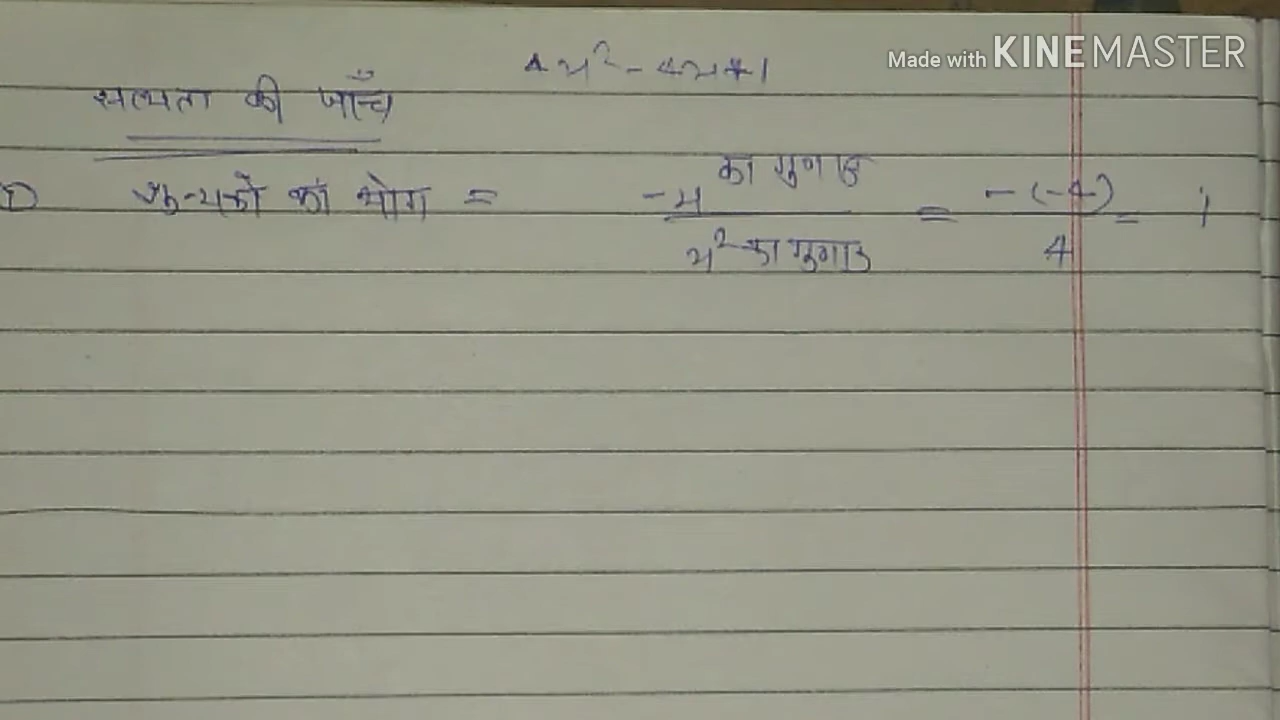 4x² - 4x + 1
Made with KINEMASTER
सत्यता की जाँच
① शून्यकों का योग = -x का गुणांक / x² का गुणांक = -(-4) / 4 = 1